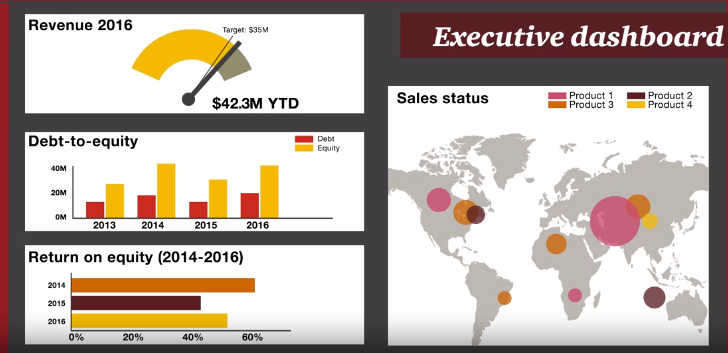 Revenue 2016
Target: $35M
$42.3M YTD
Executive dashboard
Debt-to-equity
Debt
Equity
40M
20M
0M
2013 2014 2015 2016
Return on equity (2014-2016)
2014
2015
2016
0% 20% 40% 60%
Sales status
Product 1 Product 2
Product 3 Product 4